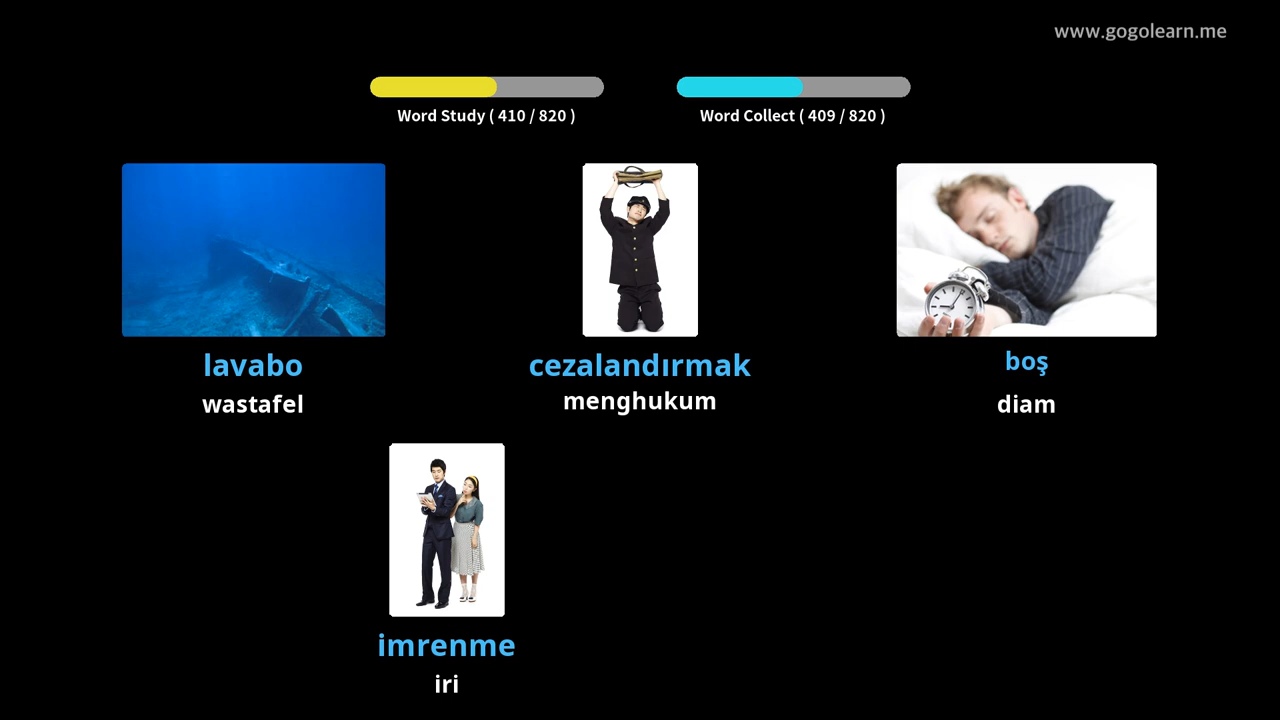 www.gogolearn.me
Word Study ( 410 / 820 )
Word Collect ( 409 / 820 )
lavabo
wastafel
cezalandırmak
menghukum
boş
diam
imrenme
iri